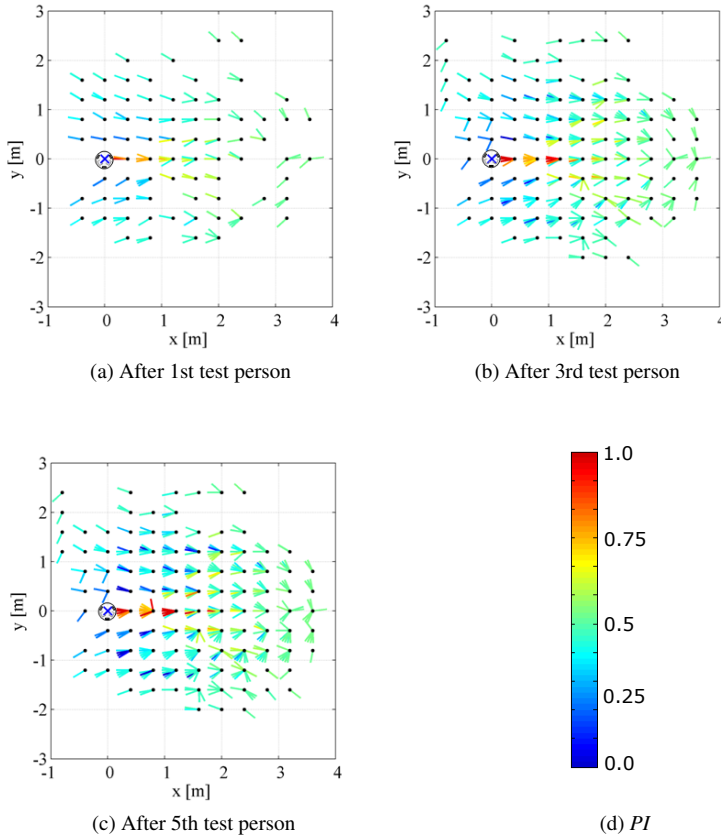 3
2
1
0
-1
-2
-3
y [m]
-1 0 1 2 3 4
x [m]
(a) After 1st test person
3
2
1
0
-1
-2
-3
y [m]
-1 0 1 2 3 4
x [m]
(b) After 3rd test person
3
2
1
0
-1
-2
-3
y [m]
-1 0 1 2 3 4
x [m]
(c) After 5th test person
1.0
0.75
0.5
0.25
0.0
(d) PI